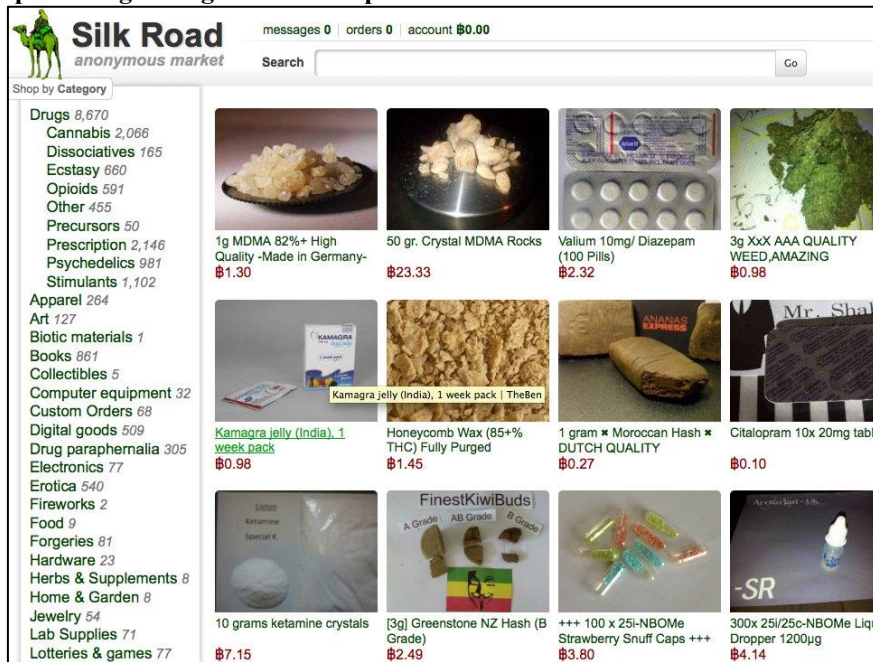 Silk Road
anonymous market
messages 0 | orders 0 | account ฿0.00
Search
Go
Shop by Category
Drugs 8,670
Cannabis 2,066
Dissociatives 165
Ecstasy 660
Opioids 591
Other 455
Precursors 50
Prescription 2,146
Psychedelics 981
Stimulants 1,102
Apparel 264
Art 127
Biotic materials 1
Books 861
Collectibles 5
Computer equipment 32
Custom Orders 68
Digital goods 509
Drug paraphernalia 305
Electronics 77
Erotica 540
Fireworks 2
Food 9
Forgeries 81
Hardware 23
Herbs & Supplements 8
Home & Garden 8
Jewelry 54
Lab Supplies 71
Lotteries & games 77
1g MDMA 82%+ High
Quality -Made in Germany-
฿1.30
50 gr. Crystal MDMA Rocks
฿23.33
Valium 10mg/ Diazepam
(100 Pills)
฿2.32
3g XxX AAA QUALITY
WEED,AMAZING
฿0.98
KAMAGRA
Kamagra jelly (India), 1 week pack | TheBen
Kamagra jelly (India), 1
week pack
฿0.98
Honeycomb Wax (85+%
THC) Fully Purged
฿1.45
ANANAS
EXPRESS
1 gram ✖ Moroccan Hash ✖
DUTCH QUALITY
฿0.27
Mr. Shal
Citalopram 10x 20mg tabl
฿0.10
Ketamine
Special K
10 grams ketamine crystals
฿7.15
FinestKiwiBuds
A Grade
AB Grade
B Grade
[3g] Greenstone NZ Hash (B
Grade)
฿2.49
+++ 100 x 25i-NBOMe
Strawberry Snuff Caps +++
฿3.80
-SR
300x 25i/25c-NBOMe Liqu
Dropper 1200µg
฿4.14